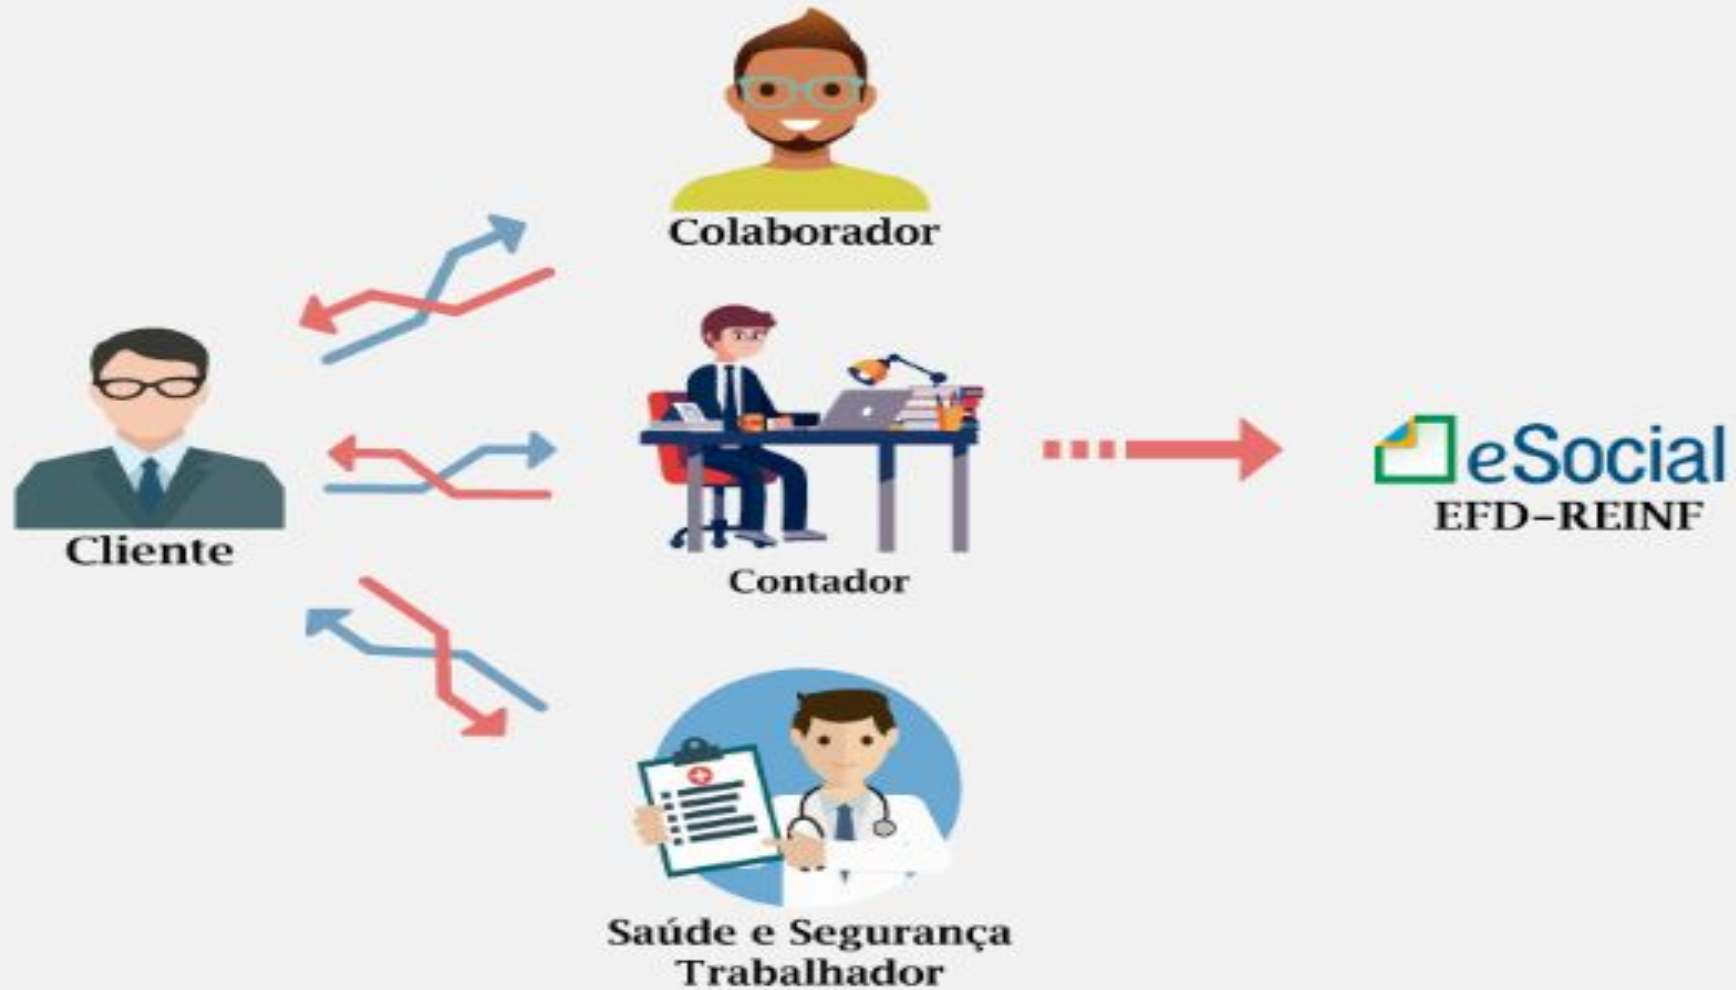 Colaborador
Cliente
Contador
eSocial
EFD-REINF
Saúde e Segurança
Trabalhador